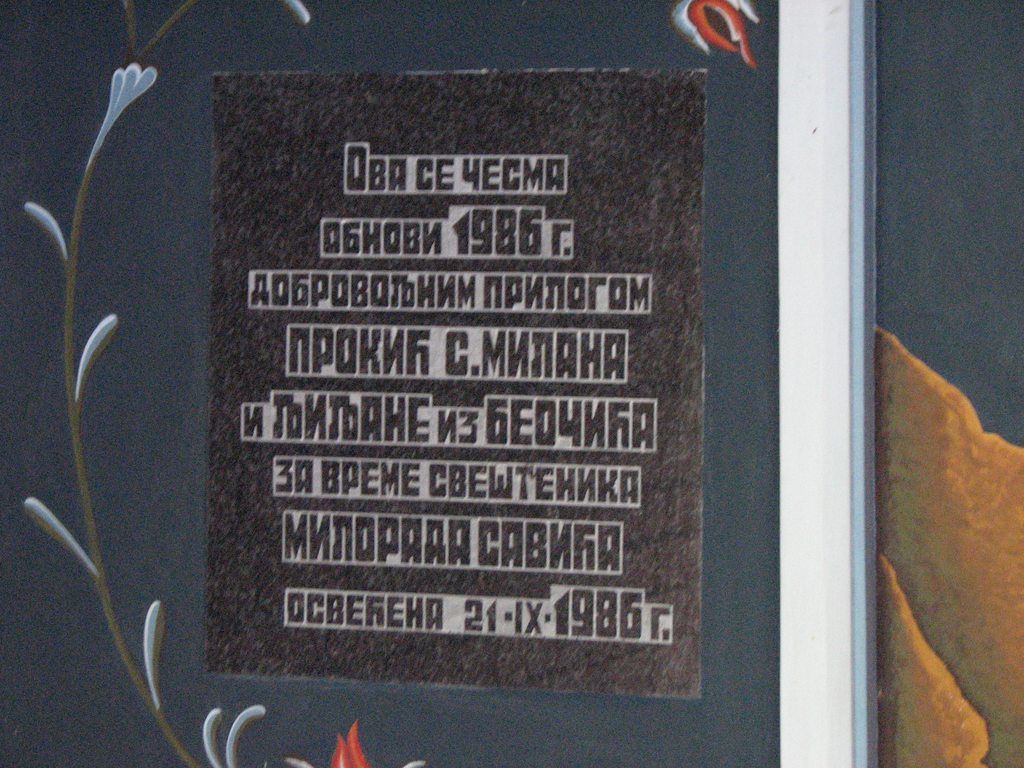 Ова се чесма
обнови 1986 г.
добровољним прилогом
ПРОКИЋ С.МИЛАНА
и ЉИЉАНЕ из БЕОЧИЋА
за време свештеника
МИЛОРАДА САВИЋА
освећена 21-IX-1986 г.